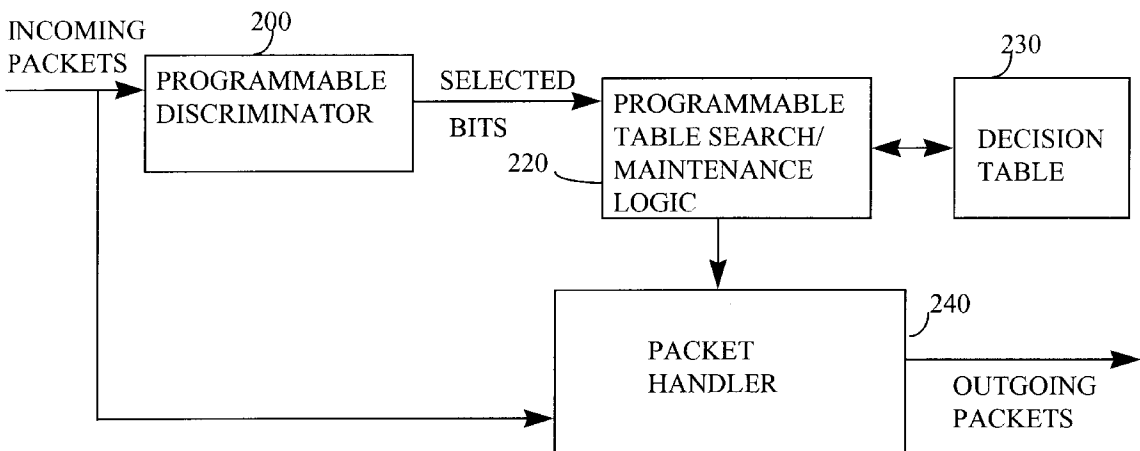 INCOMING
PACKETS
200
PROGRAMMABLE
DISCRIMINATOR
SELECTED
BITS
220
PROGRAMMABLE
TABLE SEARCH/
MAINTENANCE
LOGIC
230
DECISION
TABLE
240
PACKET
HANDLER
OUTGOING
PACKETS